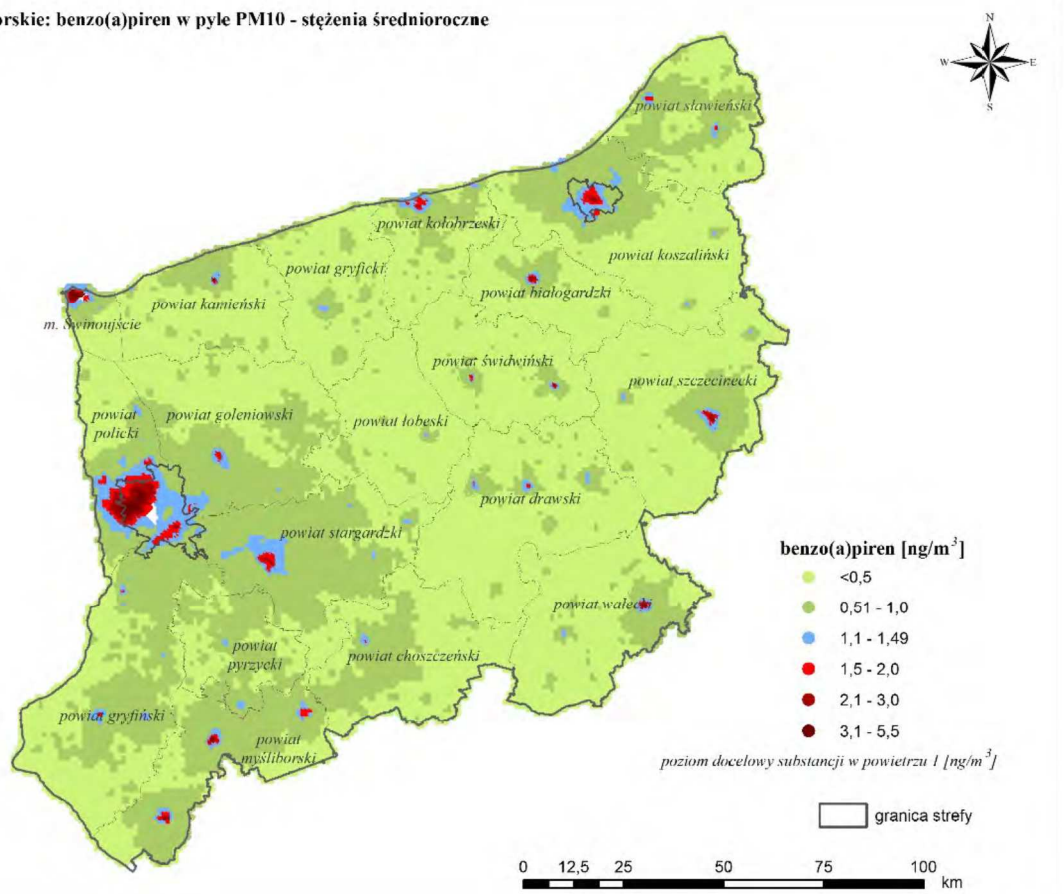 orskie: benzo(a)piren w pyle PM10 - stężenia średnioroczne
N
W
E
S
powiat sławieński
powiat kołobrzeski
powiat gryficki
powiat koszaliński
powiat kamieński
powiat białogardzki
m. Świnoujście
powiat świdwiński
powiat szczecinecki
powiat
policki
powiat goleniowski
powiat łobeski
powiat drawski
powiat stargardzki
powiat wałecki
powiat
pyrzycki
powiat choszczeński
powiat gryfiński
powiat
myśliborski
benzo(a)piren [ng/m³]
<0,5
0,51 - 1,0
1,1 - 1,49
1,5 - 2,0
2,1 - 3,0
3,1 - 5,5
poziom docelowy substancji w powietrzu 1 [ng/m³]
granica strefy
0 12,5 25 50 75 100
km